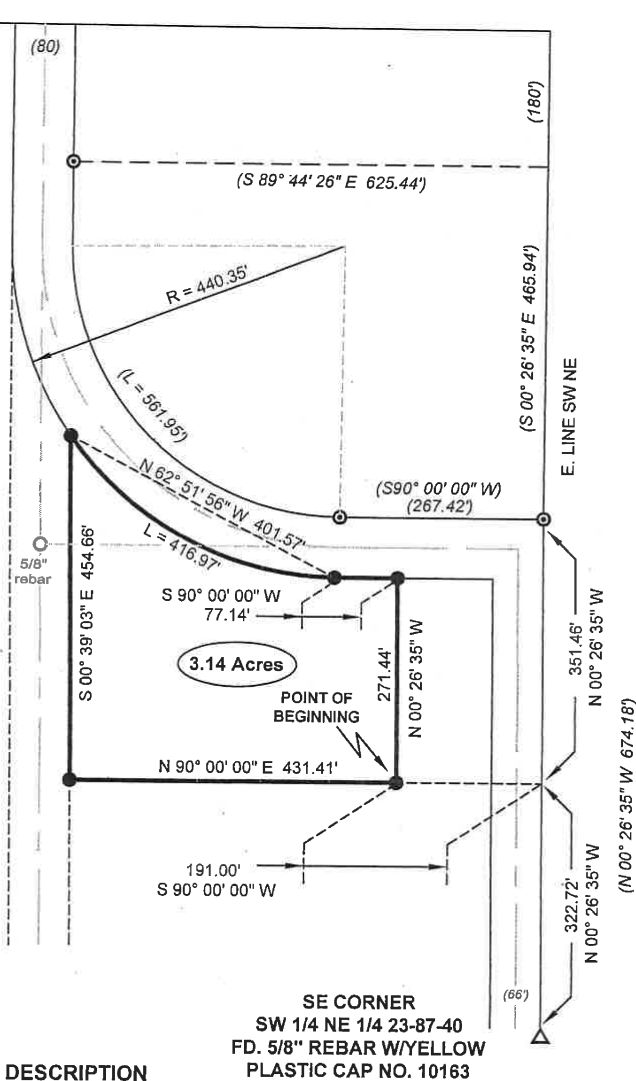 (80)
(180')
(S 89° 44' 26" E 625.44')
R = 440.35'
(S 00° 26' 35" E 465.94')
E. LINE SW NE
(L = 561.95')
N 62° 51' 56" W 401.57'
(S90° 00' 00" W)
(267.42')
L = 416.97'
5/8"
rebar
S 00° 39' 03" E 454.66'
S 90° 00' 00" W
77.14'
3.14 Acres
271.44'
N 00° 26' 35" W
351.46'
N 00° 26' 35" W
(N 00° 26' 35" W 674.18')
POINT OF
BEGINNING
N 90° 00' 00" E 431.41'
191.00'
S 90° 00' 00" W
322.72'
N 00° 26' 35" W
(66')
SE CORNER
SW 1/4 NE 1/4 23-87-40
FD. 5/8" REBAR W/YELLOW
PLASTIC CAP NO. 10163
DESCRIPTION